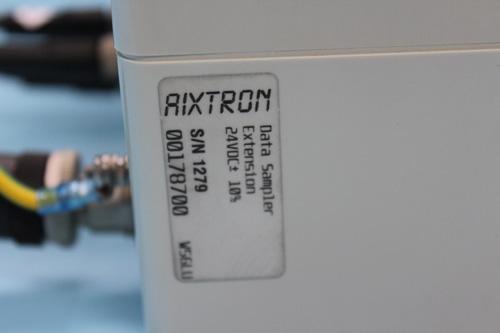 AIXTRON
Data Sampler
Extension
24VDC± 10%
S/N 1279
00178700